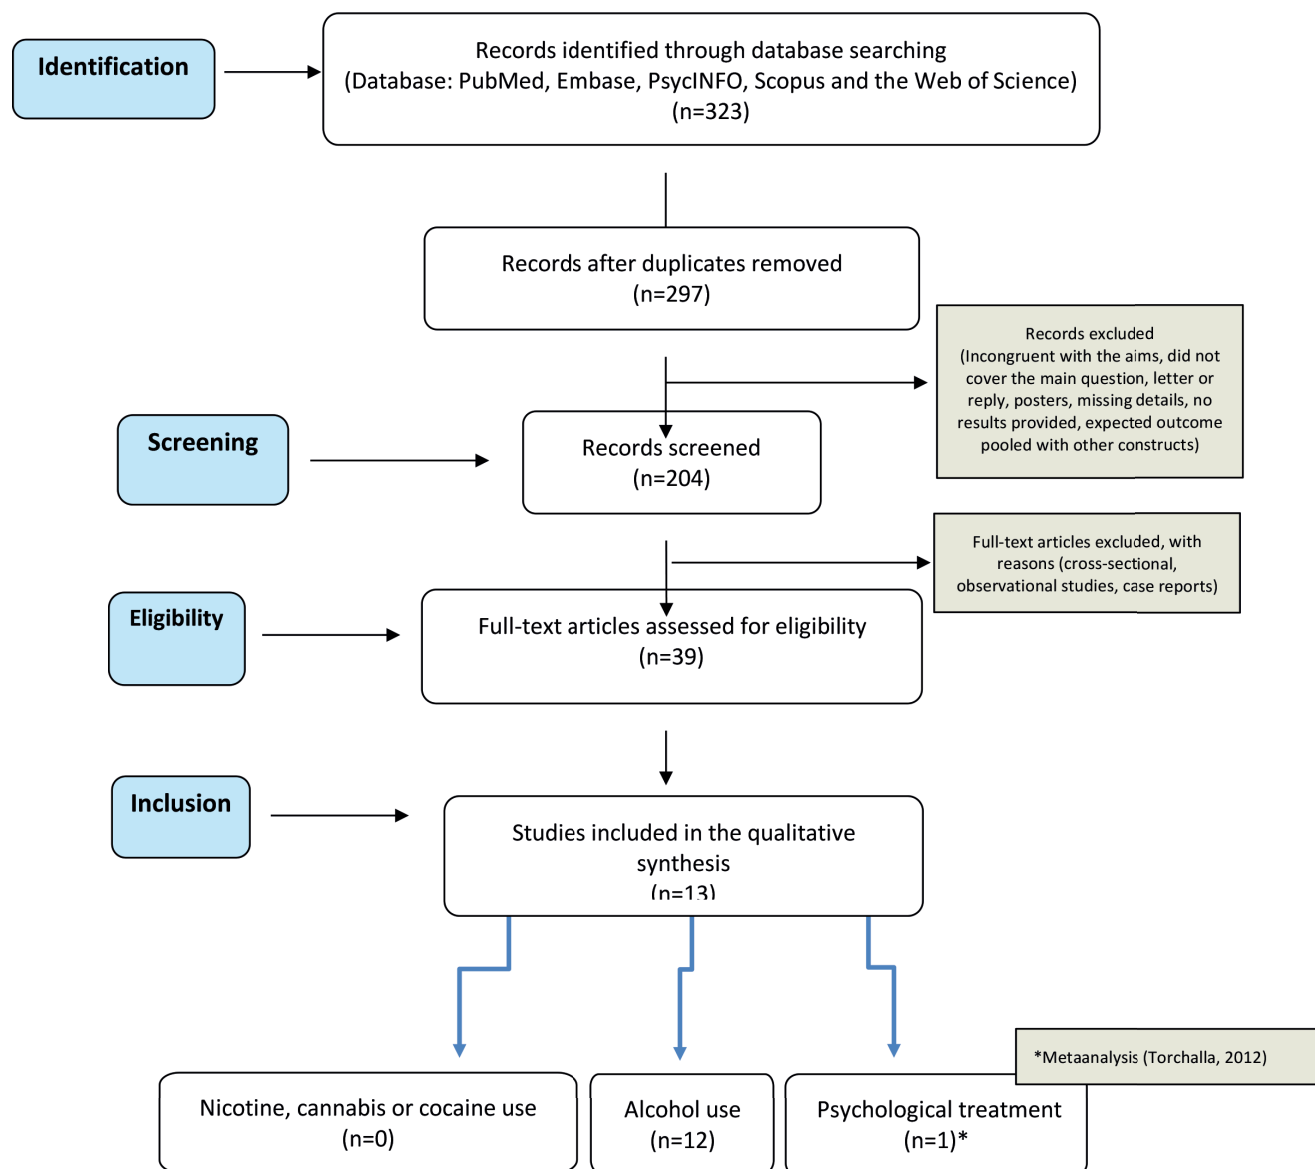 Identification
Records identified through database searching
(Database: PubMed, Embase, PsycINFO, Scopus and the Web of Science)
(n=323)
Records after duplicates removed
(n=297)
Records excluded
(Incongruent with the aims, did not
cover the main question, letter or
reply, posters, missing details, no
results provided, expected outcome
pooled with other constructs)
Screening
Records screened
(n=204)
Full-text articles excluded, with
reasons (cross-sectional,
observational studies, case reports)
Eligibility
Full-text articles assessed for eligibility
(n=39)
Inclusion
Studies included in the qualitative
synthesis
(n=13)
*Metaanalysis (Torchalla, 2012)
Nicotine, cannabis or cocaine use
(n=0)
Alcohol use
(n=12)
Psychological treatment
(n=1)*